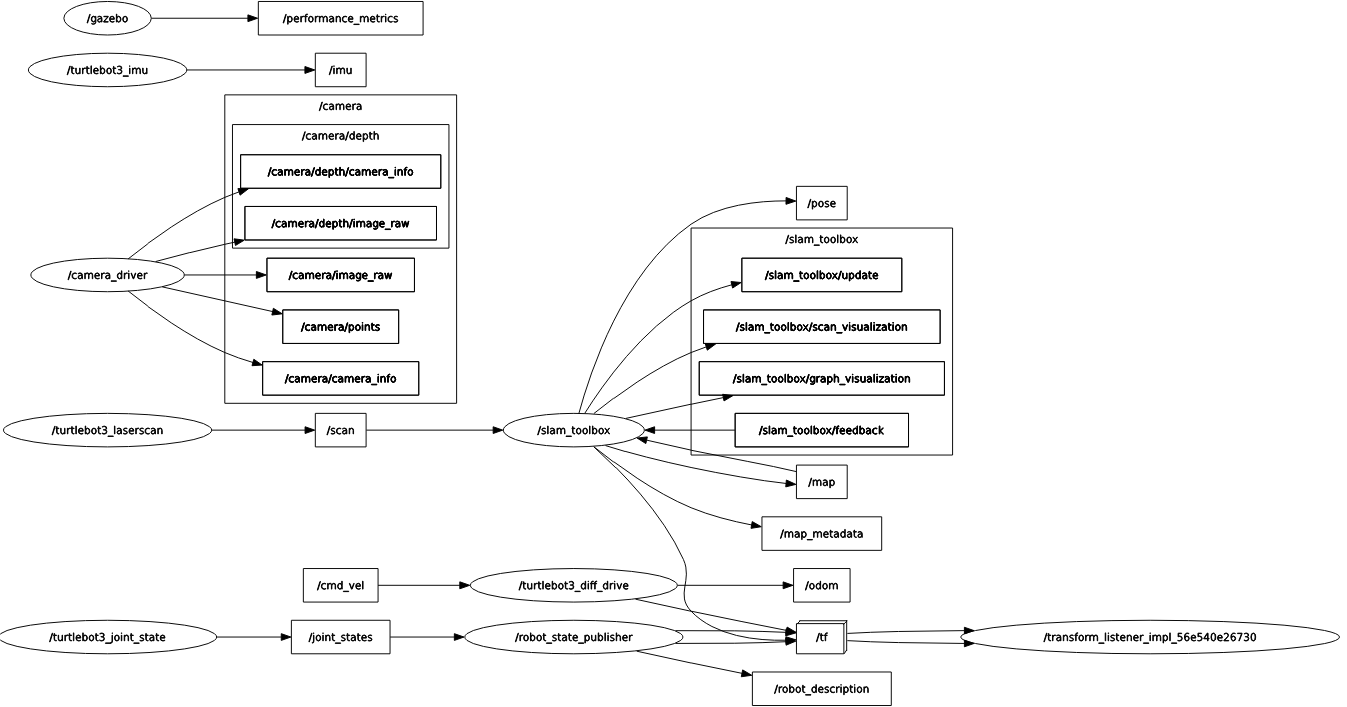 /gazebo
/performance_metrics
/turtlebot3_imu
/imu
/camera
/camera/depth
/camera/depth/camera_info
/camera/depth/image_raw
/camera_driver
/camera/image_raw
/camera/points
/camera/camera_info
/turtlebot3_laserscan
/scan
/slam_toolbox
/pose
/slam_toolbox
/slam_toolbox/update
/slam_toolbox/scan_visualization
/slam_toolbox/graph_visualization
/slam_toolbox/feedback
/map
/map_metadata
/cmd_vel
/turtlebot3_diff_drive
/odom
/turtlebot3_joint_state
/joint_states
/robot_state_publisher
/tf
/transform_listener_impl_56e540e26730
/robot_description